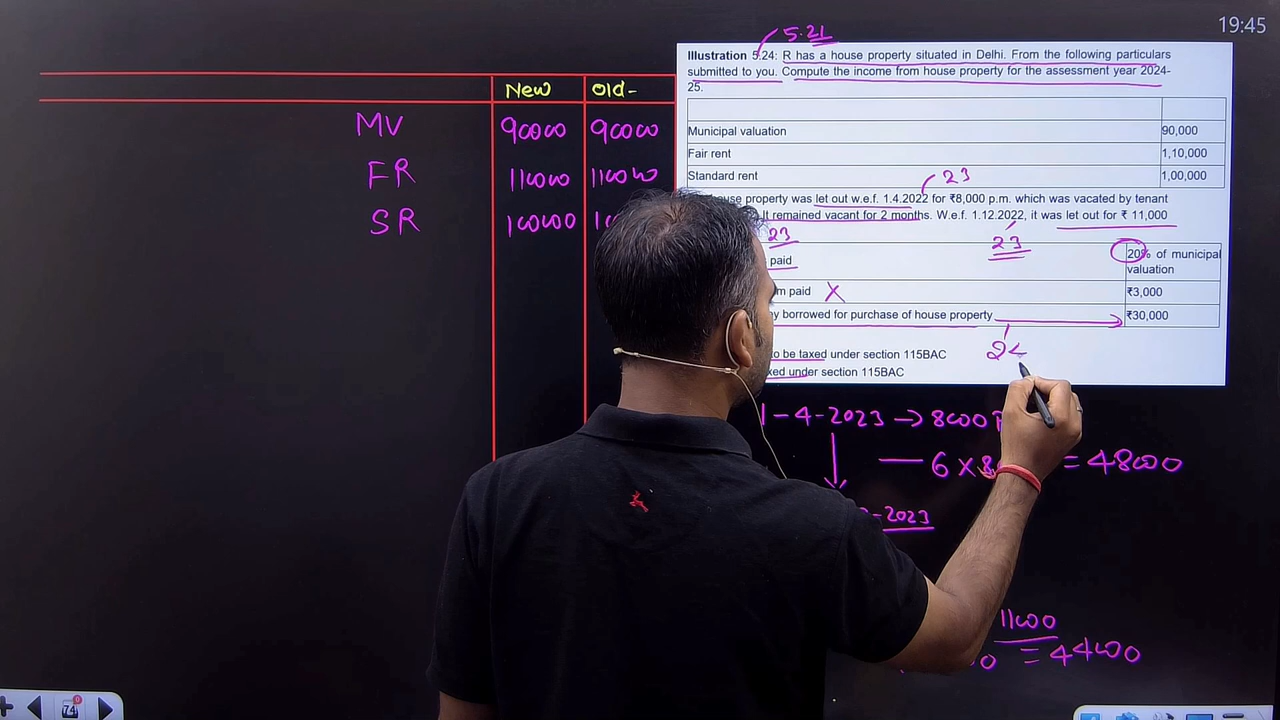 19:45
5.21
Illustration 5.24: R has a house property situated in Delhi. From the following particulars
submitted to you. Compute the income from house property for the assessment year 2024-
25.
Municipal valuation 90,000
Fair rent 1,10,000
Standard rent 1,00,000
23
house property was let out w.e.f. 1.4.2022 for ₹8,000 p.m. which was vacated by tenant
It remained vacant for 2 months. W.e.f. 1.12.2022, it was let out for ₹ 11,000
23 23
paid 20% of municipal
valuation
paid X ₹3,000
borrowed for purchase of house property ₹30,000
24
to be taxed under section 115BAC
under section 115BAC
New Old-
MV 90000 90000
FR 110000 110000
SR 100000
1-4-2023 → 8000
6 X = 48000
-2023
11000
= 44000
74